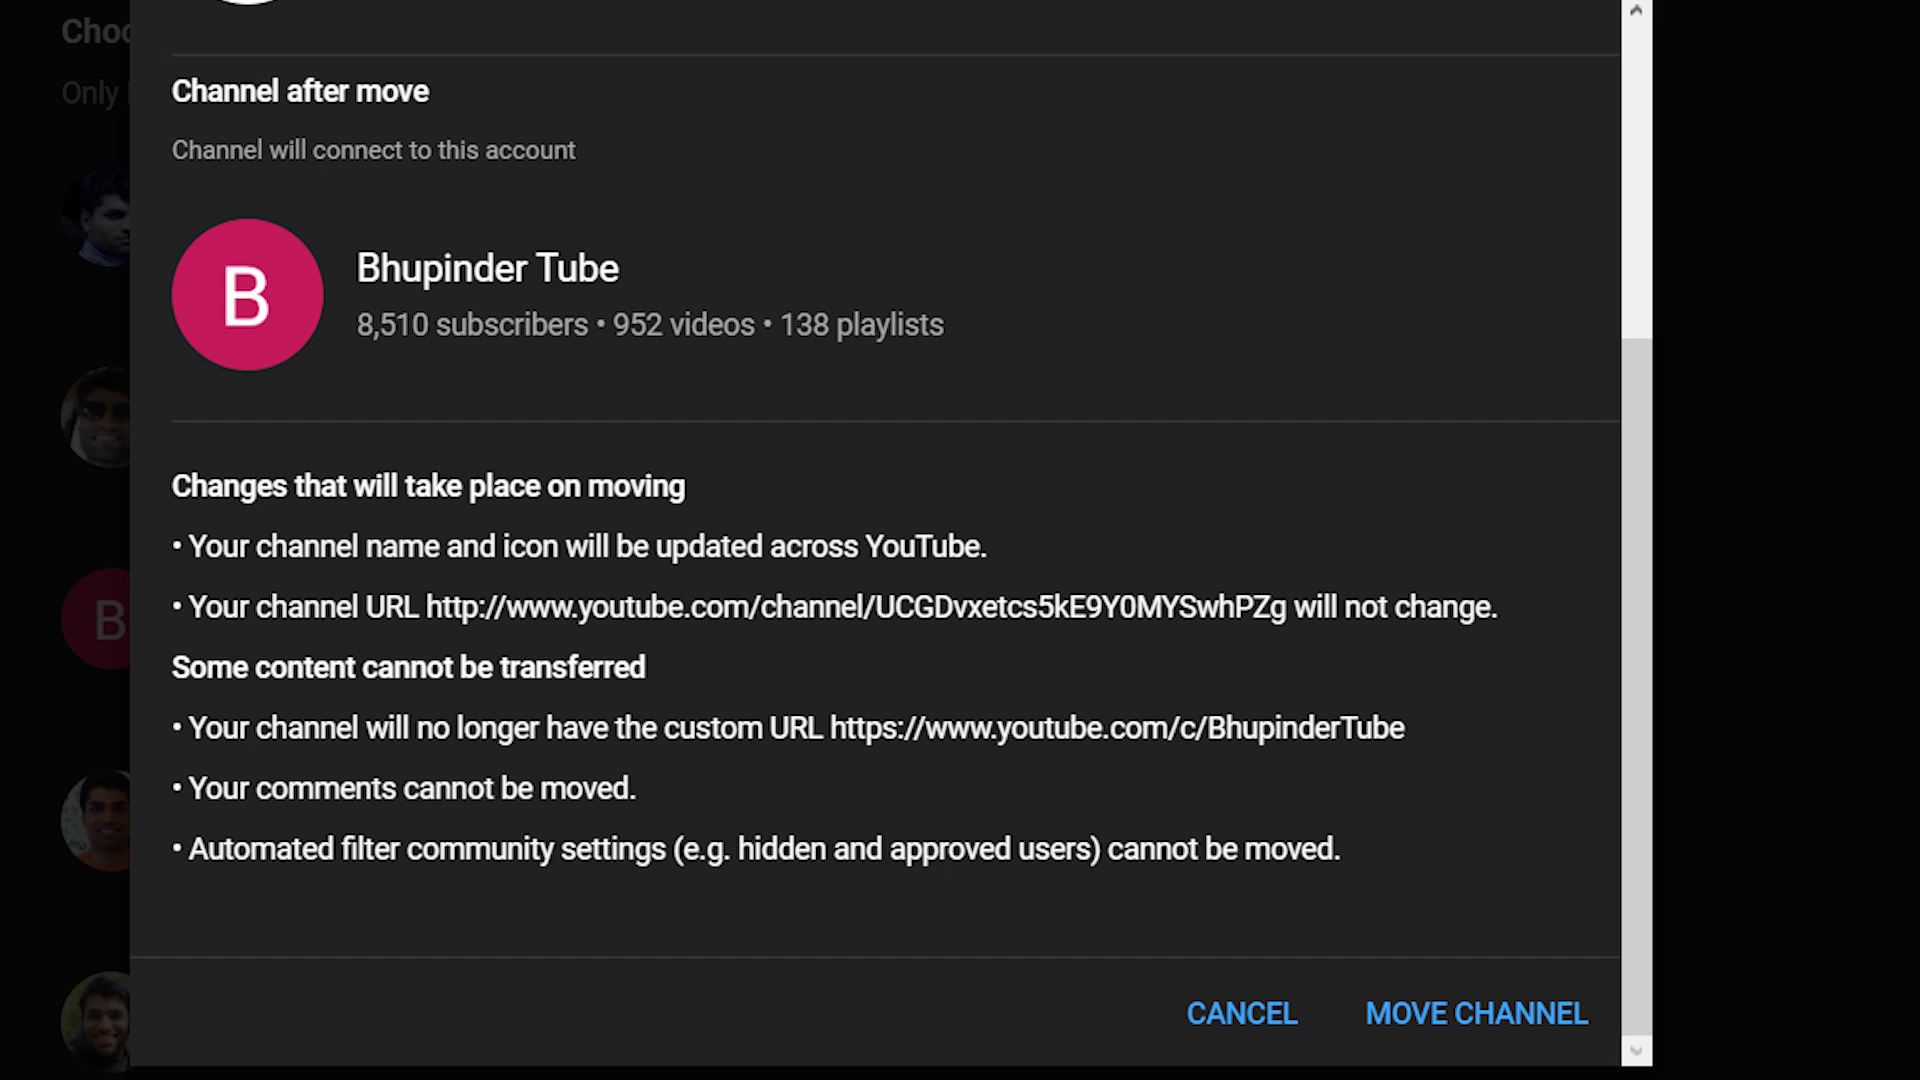 Choo
Only
Channel after move
Channel will connect to this account
B
Bhupinder Tube
8,510 subscribers • 952 videos • 138 playlists
Changes that will take place on moving
• Your channel name and icon will be updated across YouTube.
• Your channel URL http://www.youtube.com/channel/UCGDvxetcs5kE9Y0MYSwhPZg will not change.
B
Some content cannot be transferred
• Your channel will no longer have the custom URL https://www.youtube.com/c/BhupinderTube
• Your comments cannot be moved.
• Automated filter community settings (e.g. hidden and approved users) cannot be moved.
CANCEL MOVE CHANNEL